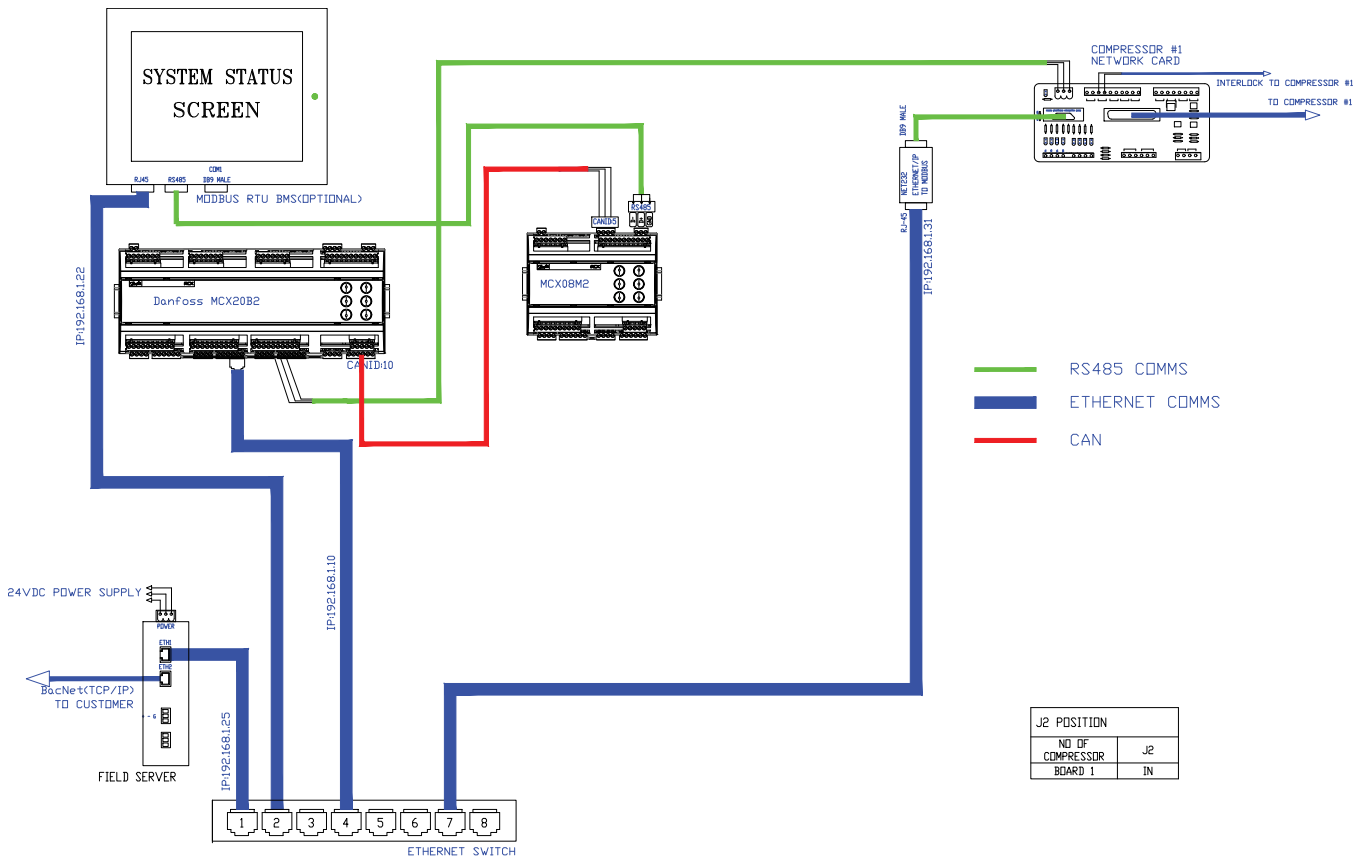 SYSTEM STATUS
SCREEN
COM1
RJ45 RS485 DB9 MALE
MODBUS RTU BMS(OPTIONAL)
COMPRESSOR #1
NETWORK CARD
INTERLOCK TO COMPRESSOR #1
TO COMPRESSOR #1
DB9 MALE
NET232
ETHERNET/IP
TO MODBUS
RJ-45
IP:192.168.1.31
RS485
CANID:5
GND
MCX08M2
Danfoss MCX20B2
CANID:10
IP:192.168.1.22
RS485 COMMS
ETHERNET COMMS
CAN
IP:192.168.1.10
24VDC POWER SUPPLY
POWER
ETH1
ETH2
BacNet(TCP/IP)
TO CUSTOMER
IP:192.168.1.25
FIELD SERVER
J2 POSITION
NO OF
COMPRESSOR J2
BOARD 1 IN
1 2 3 4 5 6 7 8
ETHERNET SWITCH